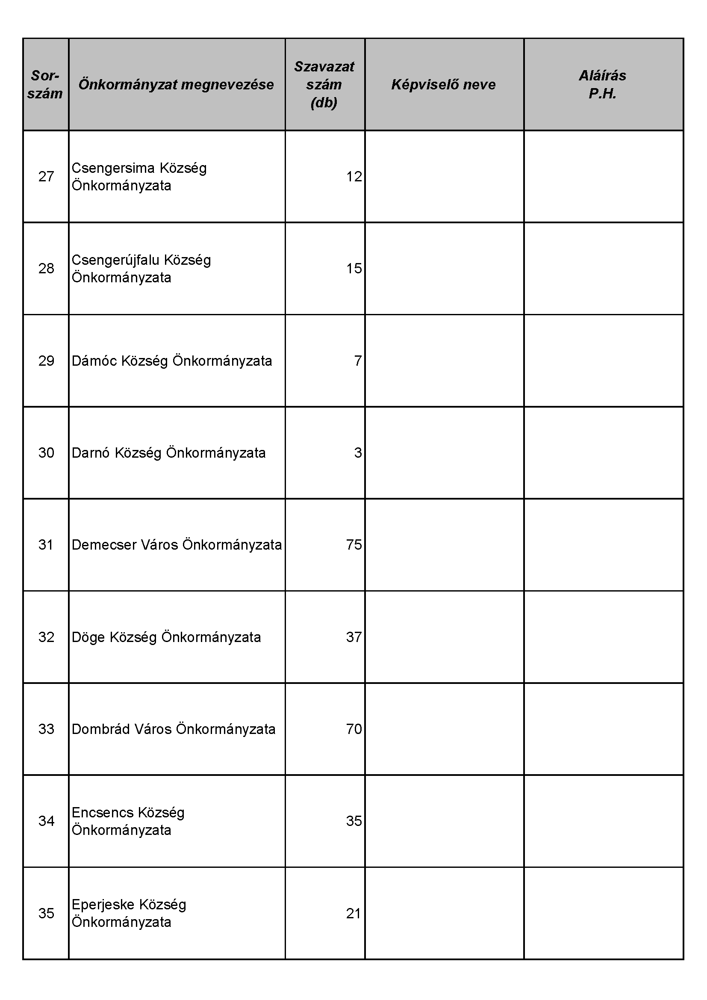 Sor-
szám
Önkormányzat megnevezése
Szavazat
szám
(db)
Képviselő neve
Aláírás
P.H.
27
Csengersima Község
Önkormányzata
12
28
Csengerújfalu Község
Önkormányzata
15
29
Dámóc Község Önkormányzata
7
30
Darnó Község Önkormányzata
3
31
Demecser Város Önkormányzata
75
32
Döge Község Önkormányzata
37
33
Dombrád Város Önkormányzata
70
34
Encsencs Község
Önkormányzata
35
35
Eperjeske Község
Önkormányzata
21